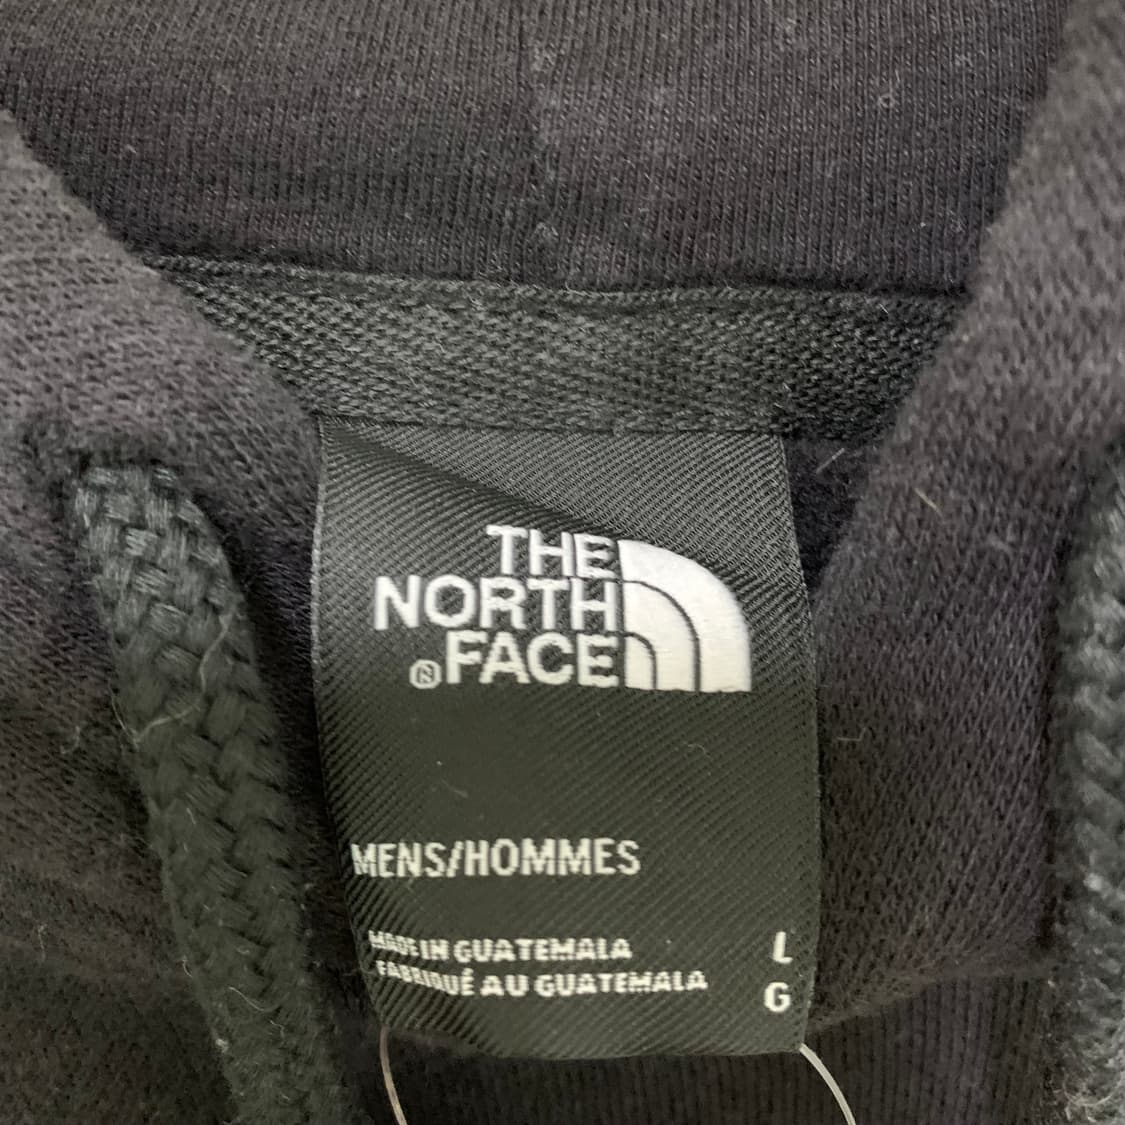 THE
NORTH
FACE
®
MENS/HOMMES
MADE IN GUATEMALA
FABRIQUÉ AU GUATEMALA
L
G